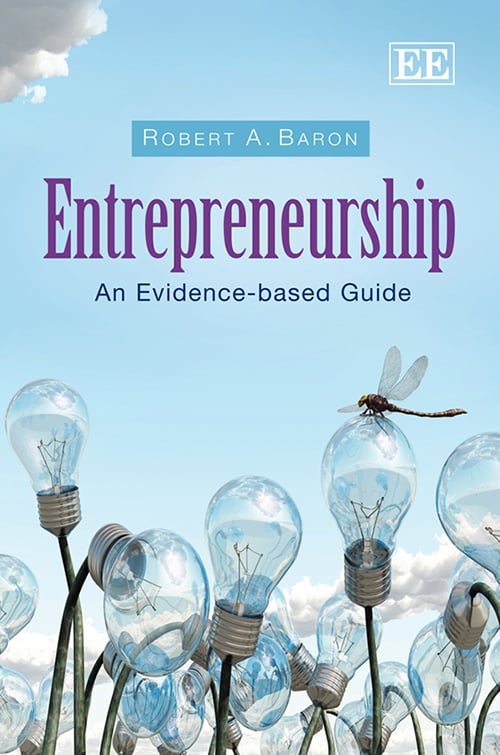 EE
ROBERT A. BARON
Entrepreneurship
An Evidence-based Guide